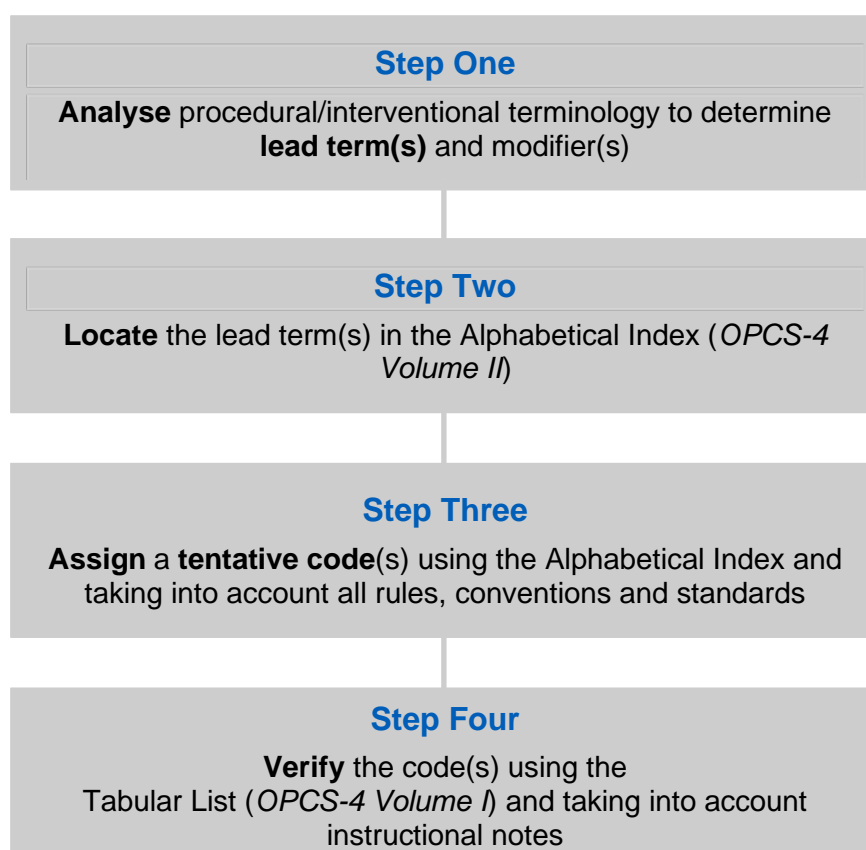 Step One
Analyse procedural/interventional terminology to determine
lead term(s) and modifier(s)
Step Two
Locate the lead term(s) in the Alphabetical Index (OPCS-4
Volume II)
Step Three
Assign a tentative code(s) using the Alphabetical Index and
taking into account all rules, conventions and standards
Step Four
Verify the code(s) using the
Tabular List (OPCS-4 Volume I) and taking into account
instructional notes